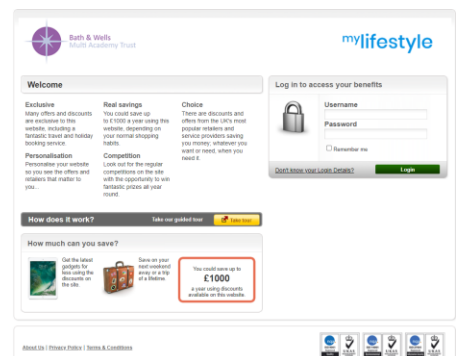 Bath & Wells
Multi Academy Trust
mylifestyle
Welcome
Exclusive
Many offers and discounts
are exclusive to this
website, including a
fantastic travel and holiday
booking service.
Personalisation
Personalise your website
so you see the offers and
retailers that matter to
you...
Real savings
You could save up
to £1000 a year using this
website, depending on
your normal shopping
habits.
Competition
Look out for the regular
competitions on the site
with the opportunity to win
fantastic prizes all year
round.
Choice
There are discounts and
offers from the UK's most
popular retailers and
service providers saving
you money; whatever you
want or need, when you
need it.
Log in to access your benefits
Username
Password
Remember me
Don't know your Login Details?
Login
How does it work?
Take our guided tour
Take tour
How much can you save?
Get the latest
gadgets for
less using the
discounts on
the site.
Save on your
next weekend
away or a trip
of a lifetime.
You could save up to
£1000
a year using discounts
available on this website.
About Us | Privacy Policy | Terms & Conditions